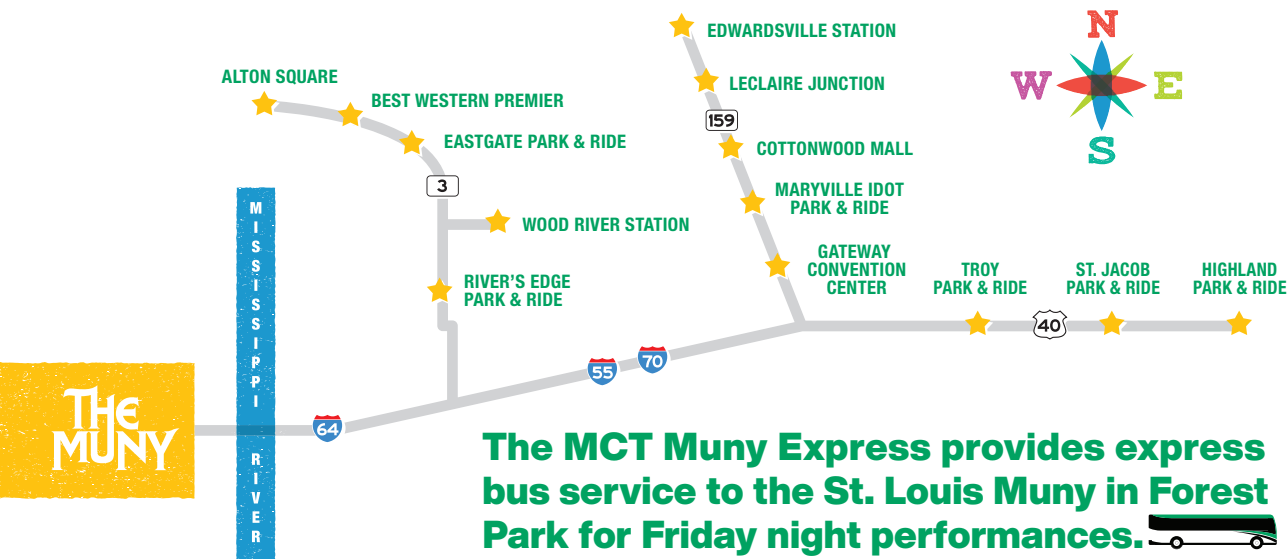 EDWARDSVILLE STATION
N
ALTON SQUARE
LECLAIRE JUNCTION
W
E
BEST WESTERN PREMIER
159
EASTGATE PARK & RIDE
COTTONWOOD MALL
S
3
MARYVILLE IDOT
PARK & RIDE
MISSISSIPPI RIVER
WOOD RIVER STATION
GATEWAY
CONVENTION
CENTER
TROY
PARK & RIDE
ST. JACOB
PARK & RIDE
HIGHLAND
PARK & RIDE
RIVER'S EDGE
PARK & RIDE
40
55
70
THE
MUNY
64
The MCT Muny Express provides express
bus service to the St. Louis Muny in Forest
Park for Friday night performances.